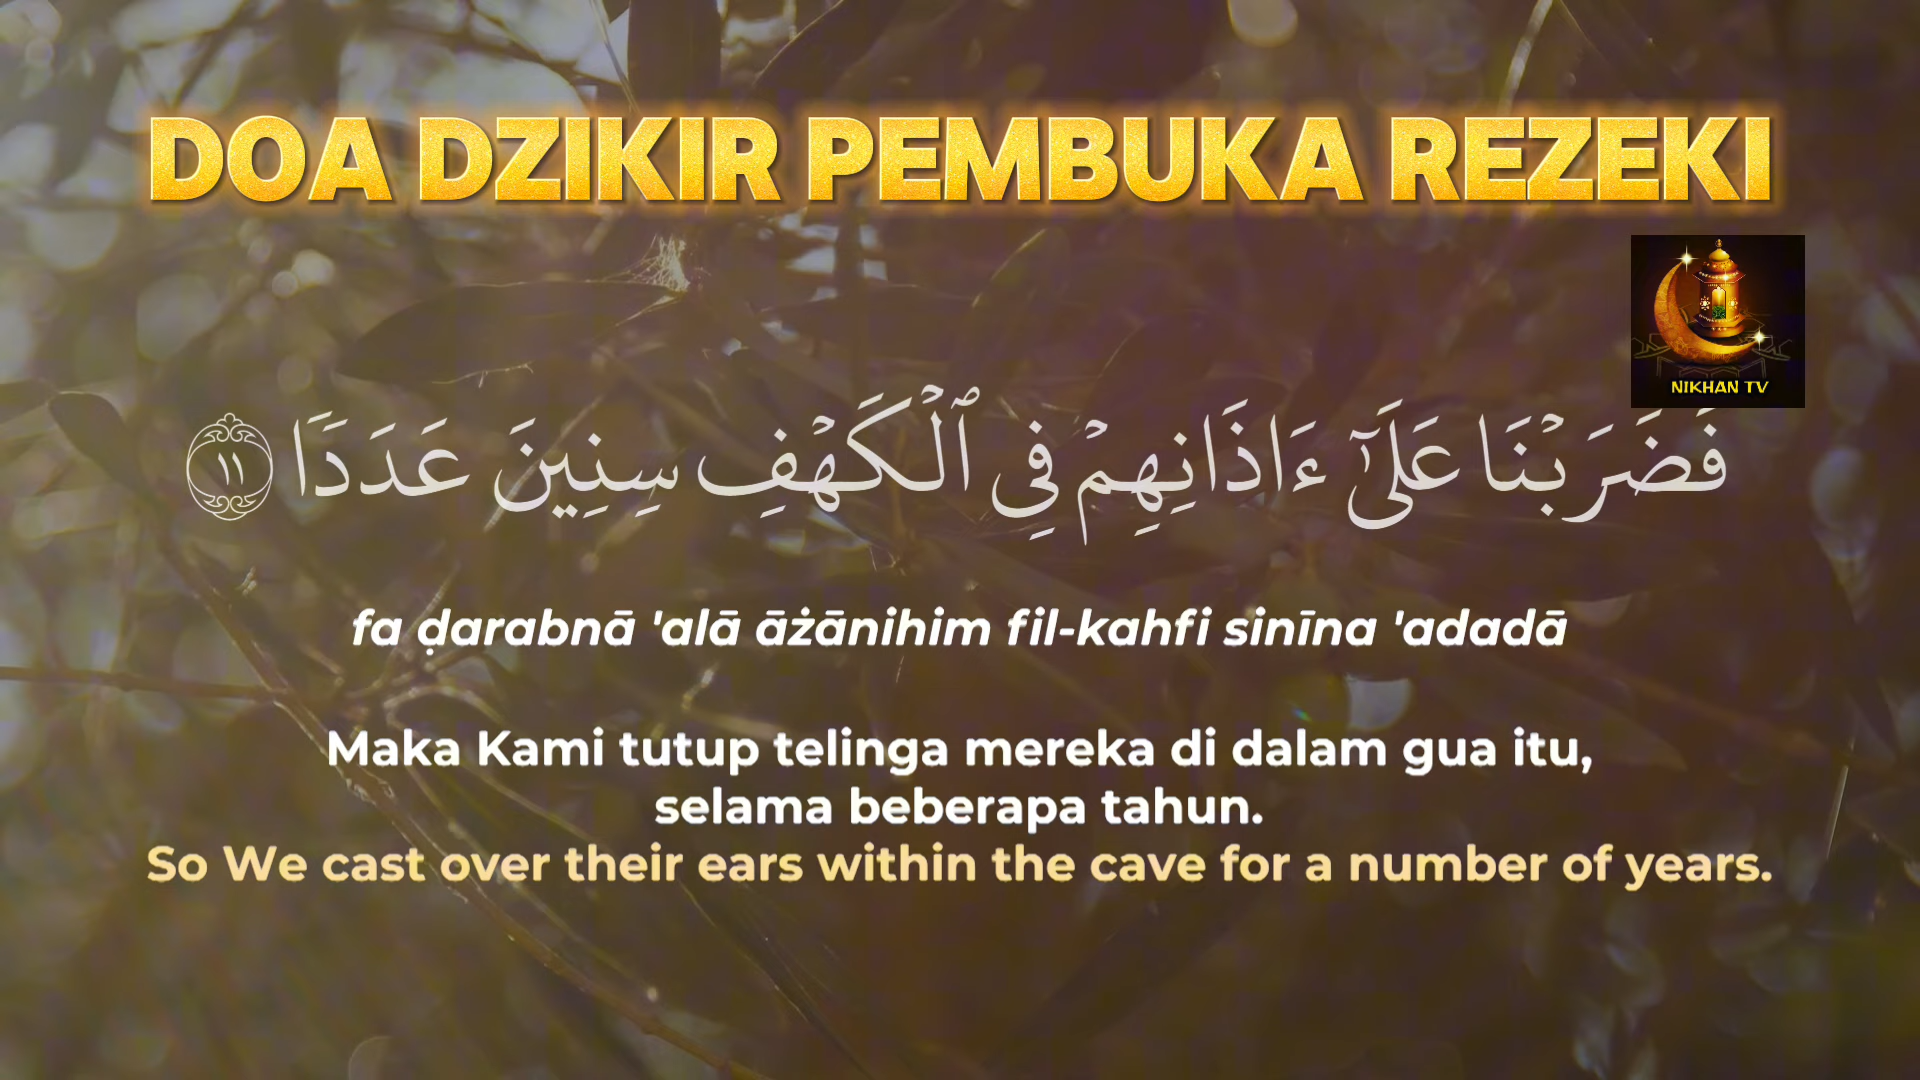 DOA DZIKIR PEMBUKA REZEKI
NIKHAN TV
فَضَرَبْنَا عَلَىٰٓ ءَاذَانِهِمْ فِى ٱلْكَهْفِ سِنِينَ عَدَدًا ١١
fa ḍarabnā 'alā āżānihim fil-kahfi sinīna 'adadā
Maka Kami tutup telinga mereka di dalam gua itu,
selama beberapa tahun.
So We cast over their ears within the cave for a number of years.